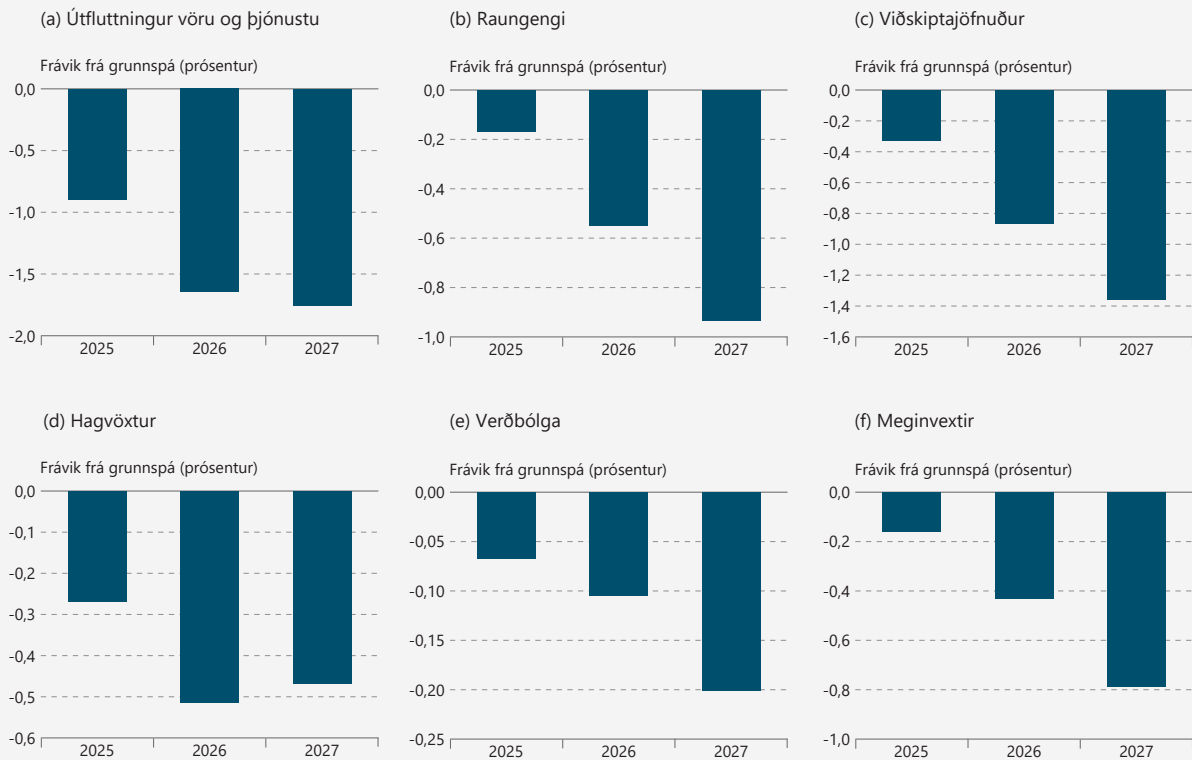 (a) Útfluttningur vöru og þjónustu
Frávik frá grunnspá (prósentur)
0,0
-0,5
-1,0
-1,5
-2,0
2025 2026 2027
(b) Raungengi
Frávik frá grunnspá (prósentur)
0,0
-0,2
-0,4
-0,6
-0,8
-1,0
2025 2026 2027
(c) Viðskiptajöfnuður
Frávik frá grunnspá (prósentur)
0,0
-0,2
-0,4
-0,6
-0,8
-1,0
-1,2
-1,4
-1,6
2025 2026 2027
(d) Hagvöxtur
Frávik frá grunnspá (prósentur)
0,0
-0,1
-0,2
-0,3
-0,4
-0,5
-0,6
2025 2026 2027
(e) Verðbólga
Frávik frá grunnspá (prósentur)
0,00
-0,05
-0,10
-0,15
-0,20
-0,25
2025 2026 2027
(f) Meginvextir
Frávik frá grunnspá (prósentur)
0,0
-0,2
-0,4
-0,6
-0,8
-1,0
2025 2026 2027